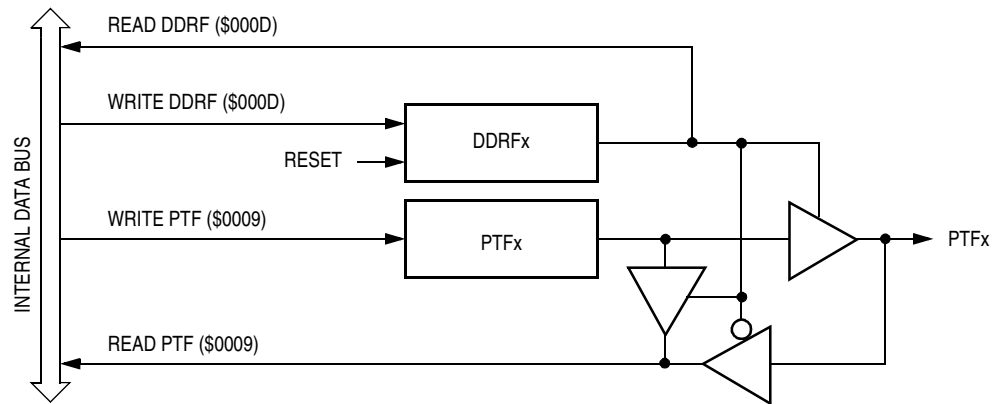 READ DDRF ($000D)
WRITE DDRF ($000D)
DDRFx
RESET
INTERNAL DATA BUS
WRITE PTF ($0009)
PTFx
PTFx
READ PTF ($0009)